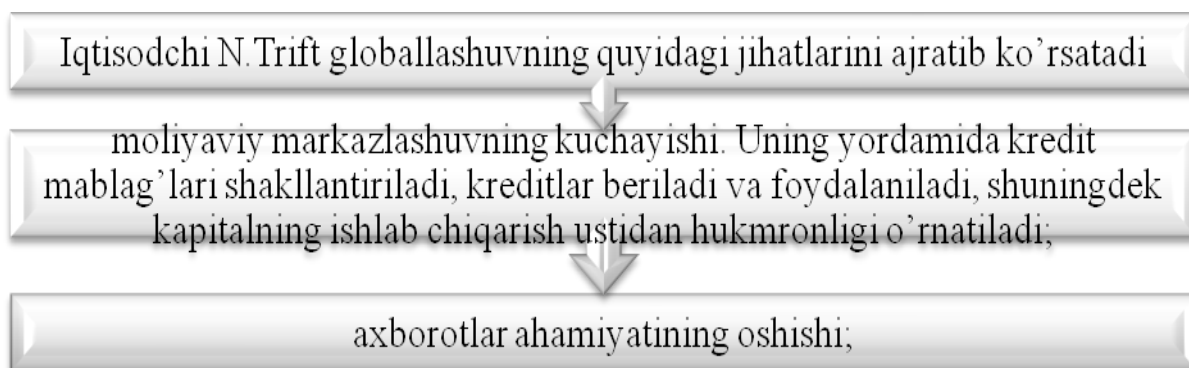 Iqtisodchi N.Trift globallashuvning quyidagi jihatlarini ajratib ko’rsatadi
moliyaviy markazlashuvning kuchayishi. Uning yordamida kredit
mablag’lari shakllantiriladi, kreditlar beriladi va foydalaniladi, shuningdek
kapitalning ishlab chiqarish ustidan hukmronligi o’rnatiladi;
axborotlar ahamiyatining oshishi;